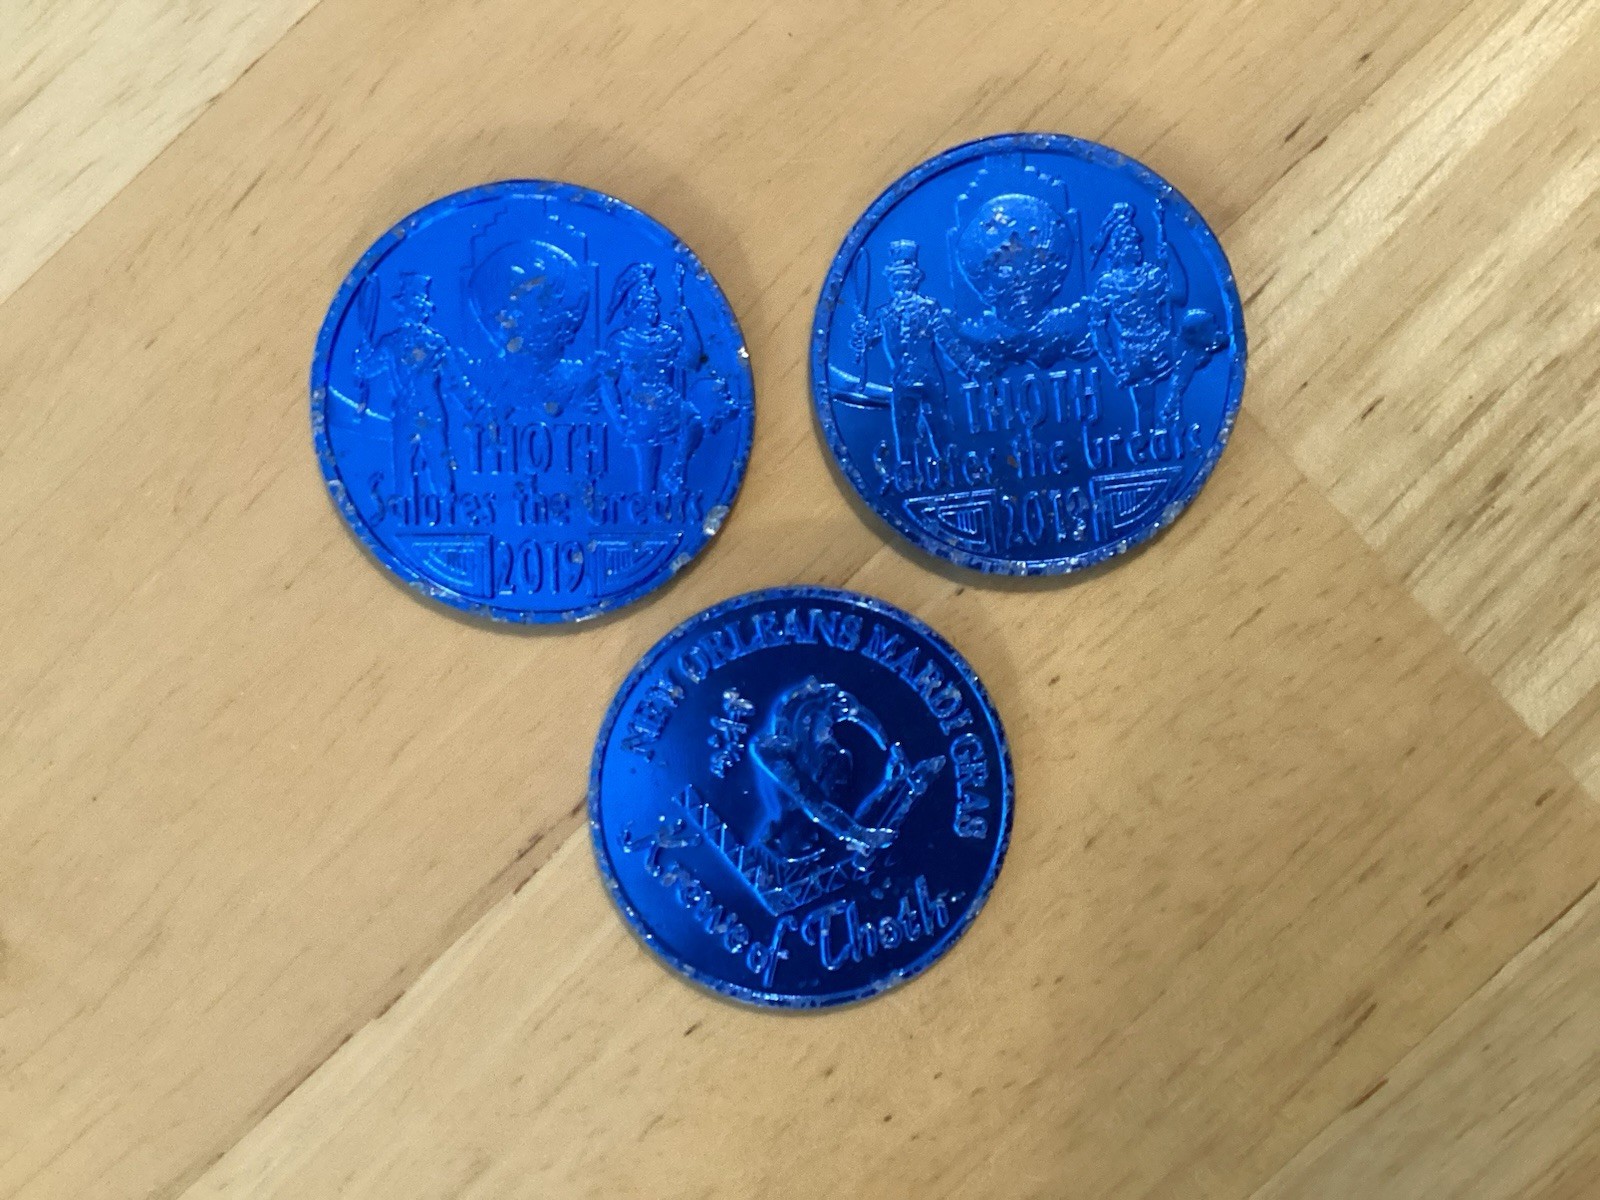 THOTH
Salutes the Greats
2019
THOTH
Salutes the Greats
2019
NEW ORLEANS MARDI GRAS
Krewe of Thoth